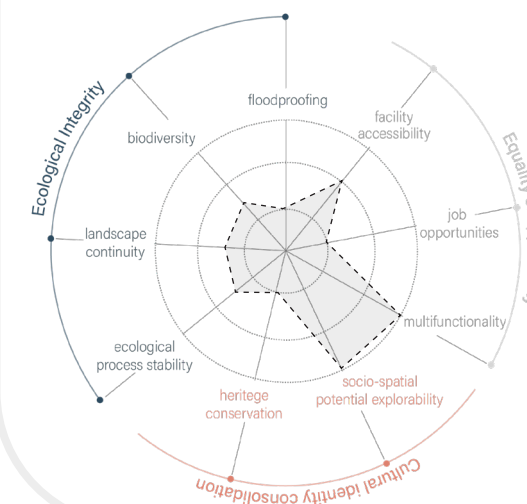 floodproofing
facility
accessibility
biodiversity
Ecological Integrity
Equality
job
opportunities
landscape
continuity
multifunctionality
ecological
process stability
socio-spatial
potential explorability
heritege
conservation
Cultural identity consolidation